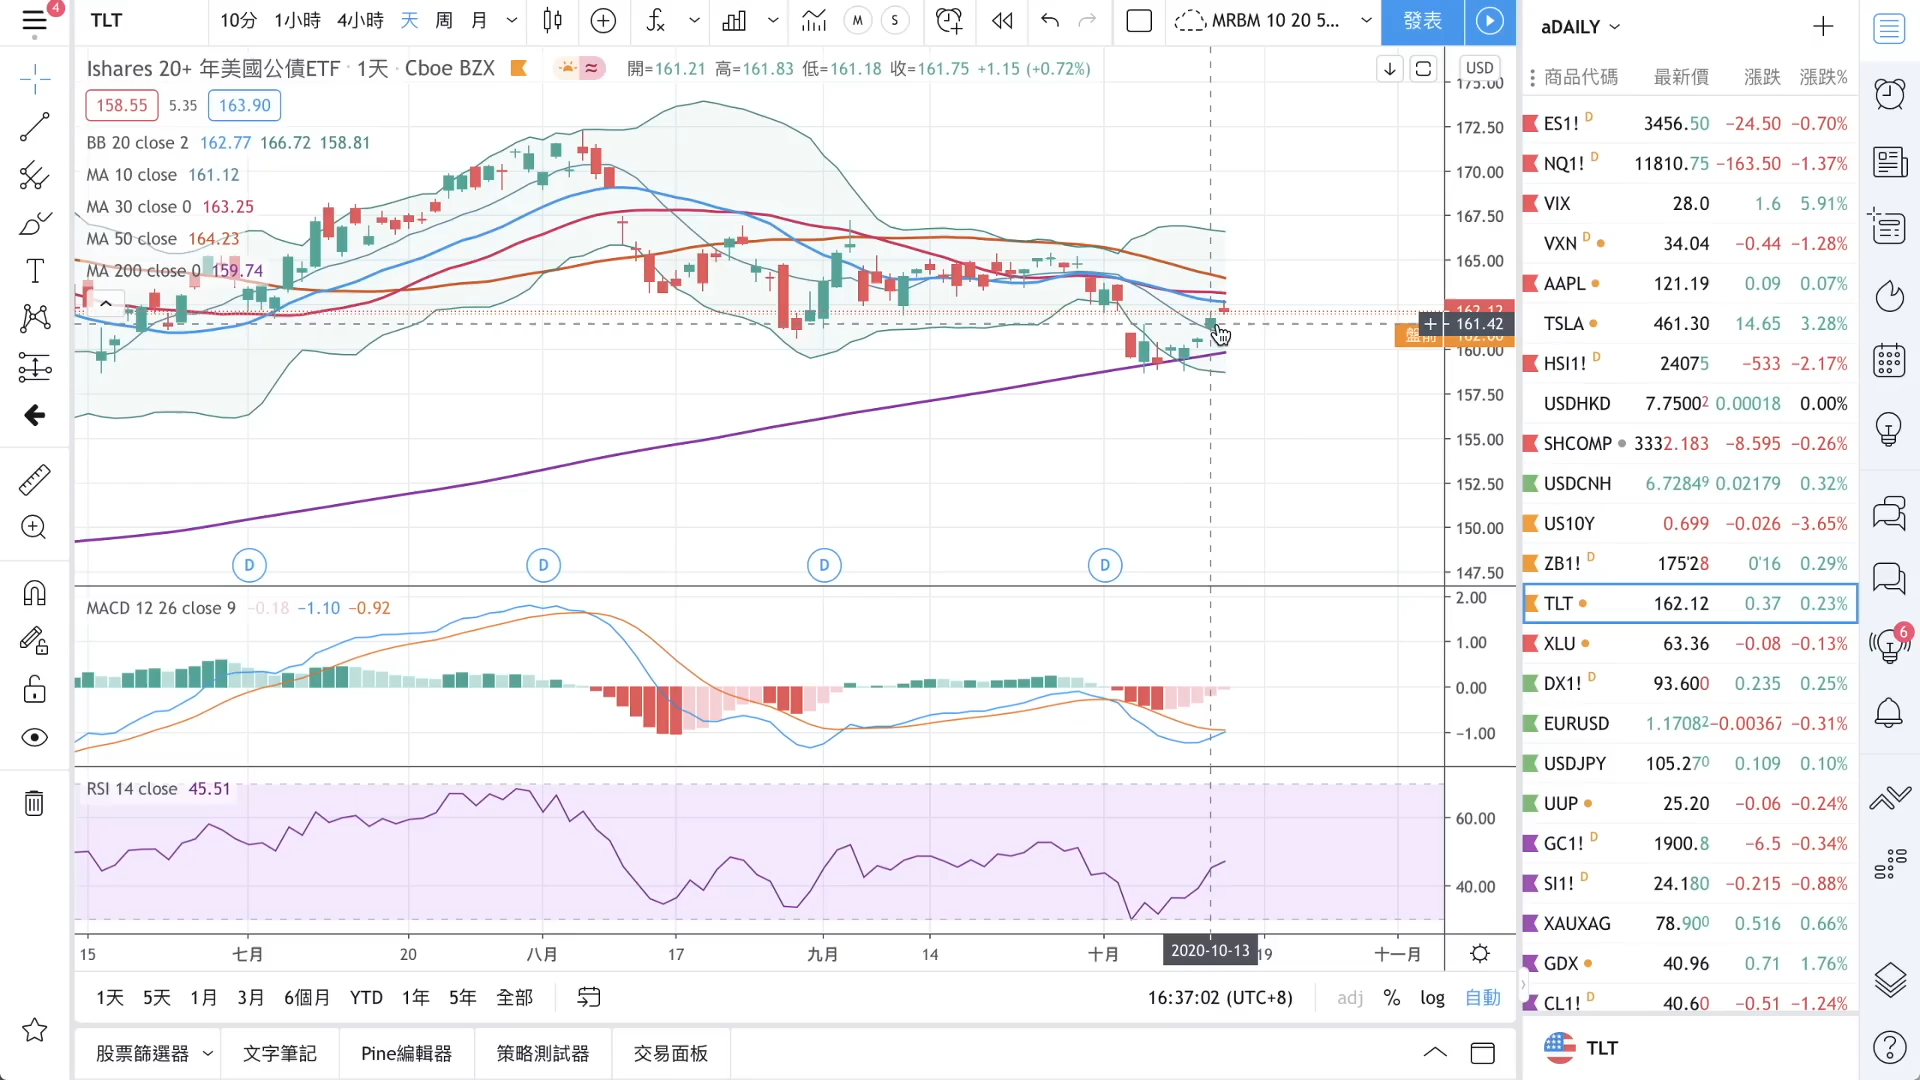 4
TLT
10分 1小時 4小時 天 周 月
M S
MRBM 10 20 5...
發表
Ishares 20+ 年美國公債ETF · 1天 · Cboe BZX
開=161.21 高=161.83 低=161.18 收=161.75 +1.15 (+0.72%)
USD
158.55 5.35 163.90
BB 20 close 2 162.77 166.72 158.81
MA 10 close 161.12
MA 30 close 0 163.25
MA 50 close 164.23
MA 200 close 0 159.74
175.00
172.50
170.00
167.50
165.00
162.12
161.42
盤前 162.00
160.00
157.50
155.00
152.50
150.00
147.50
D D D D
MACD 12 26 close 9 −0.18 −1.10 −0.92
2.00
1.00
0.00
−1.00
RSI 14 close 45.51
60.00
40.00
15 七月 20 八月 17 九月 14 十月 2020-10-13 19 十一月
1天 5天 1月 3月 6個月 YTD 1年 5年 全部
16:37:02 (UTC+8) adj % log 自動
股票篩選器 文字筆記 Pine編輯器 策略測試器 交易面板
aDAILY
商品代碼 最新價 漲跌 漲跌%
ES1! D 3456.50 −24.50 −0.70%
NQ1! D 11810.75 −163.50 −1.37%
VIX 28.0 1.6 5.91%
VXN D 34.04 −0.44 −1.28%
AAPL 121.19 0.09 0.07%
TSLA 461.30 14.65 3.28%
HSI1! D 24075 −533 −2.17%
USDHKD 7.75002 0.00018 0.00%
SHCOMP 3332.183 −8.595 −0.26%
USDCNH 6.72849 0.02179 0.32%
US10Y 0.699 −0.026 −3.65%
ZB1! D 175'28 0'16 0.29%
TLT 162.12 0.37 0.23%
XLU 63.36 −0.08 −0.13%
DX1! D 93.600 0.235 0.25%
EURUSD 1.17082 −0.00367 −0.31%
USDJPY 105.270 0.109 0.10%
UUP 25.20 −0.06 −0.24%
GC1! D 1900.8 −6.5 −0.34%
SI1! D 24.180 −0.215 −0.88%
XAUXAG 78.900 0.516 0.66%
GDX 40.96 0.71 1.76%
CL1! D 40.60 −0.51 −1.24%
TLT
6